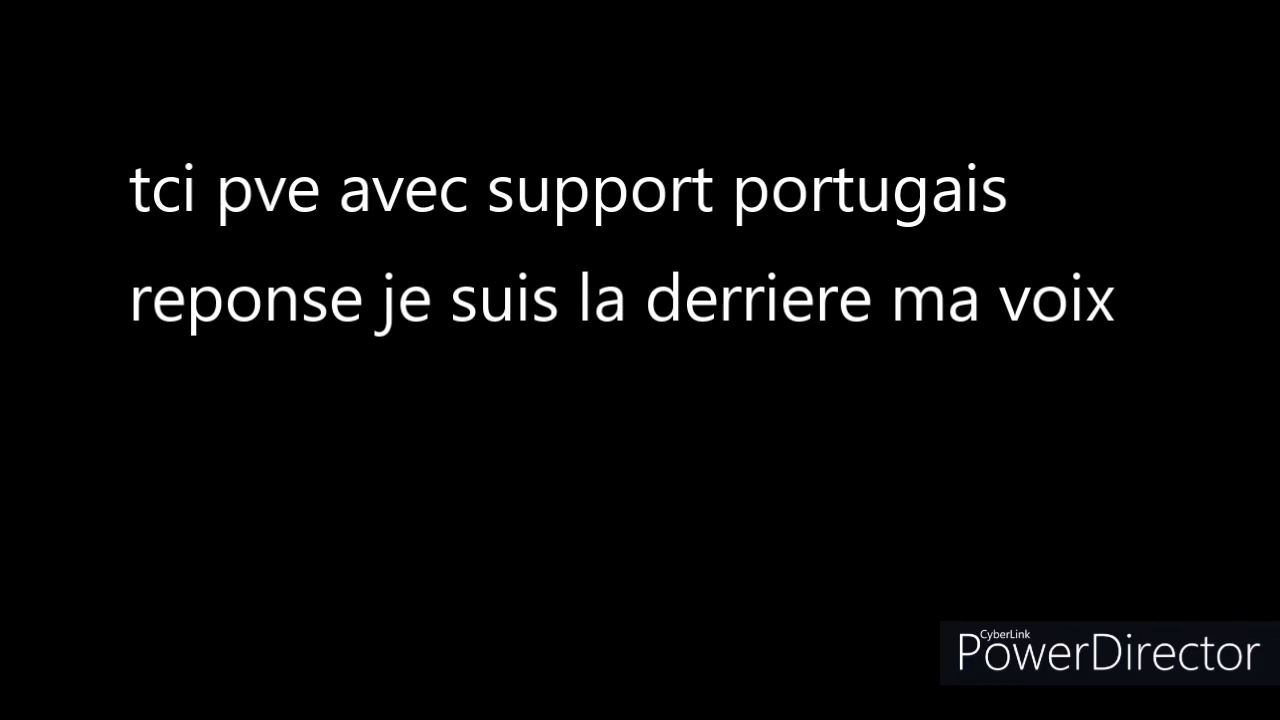 tci pve avec support portugais
reponse je suis la derriere ma voix
CyberLink
PowerDirector